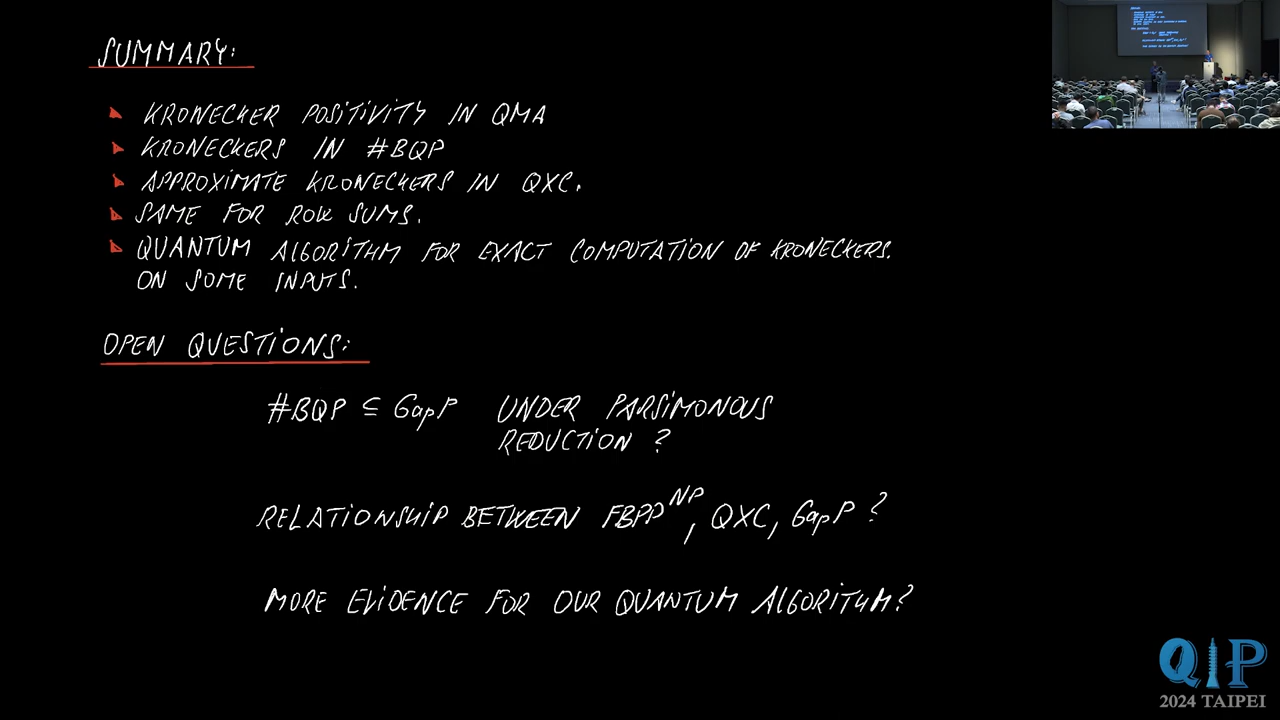 SUMMARY:
KRONECKER POSITIVITY IN QMA
KRONECKERS IN #BQP
APPROXIMATE KRONECKERS IN QXC.
SAME FOR ROW SUMS.
QUANTUM ALGORITHM FOR EXACT COMPUTATION OF KRONECKERS.
ON SOME INPUTS.
OPEN QUESTIONS:
#BQP ⊆ GapP UNDER PARSIMONOUS
REDUCTION ?
RELATIONSHIP BETWEEN FBPP^NP, QXC, GapP ?
MORE EVIDENCE FOR OUR QUANTUM ALGORITHM?
QIP
2024 TAIPEI